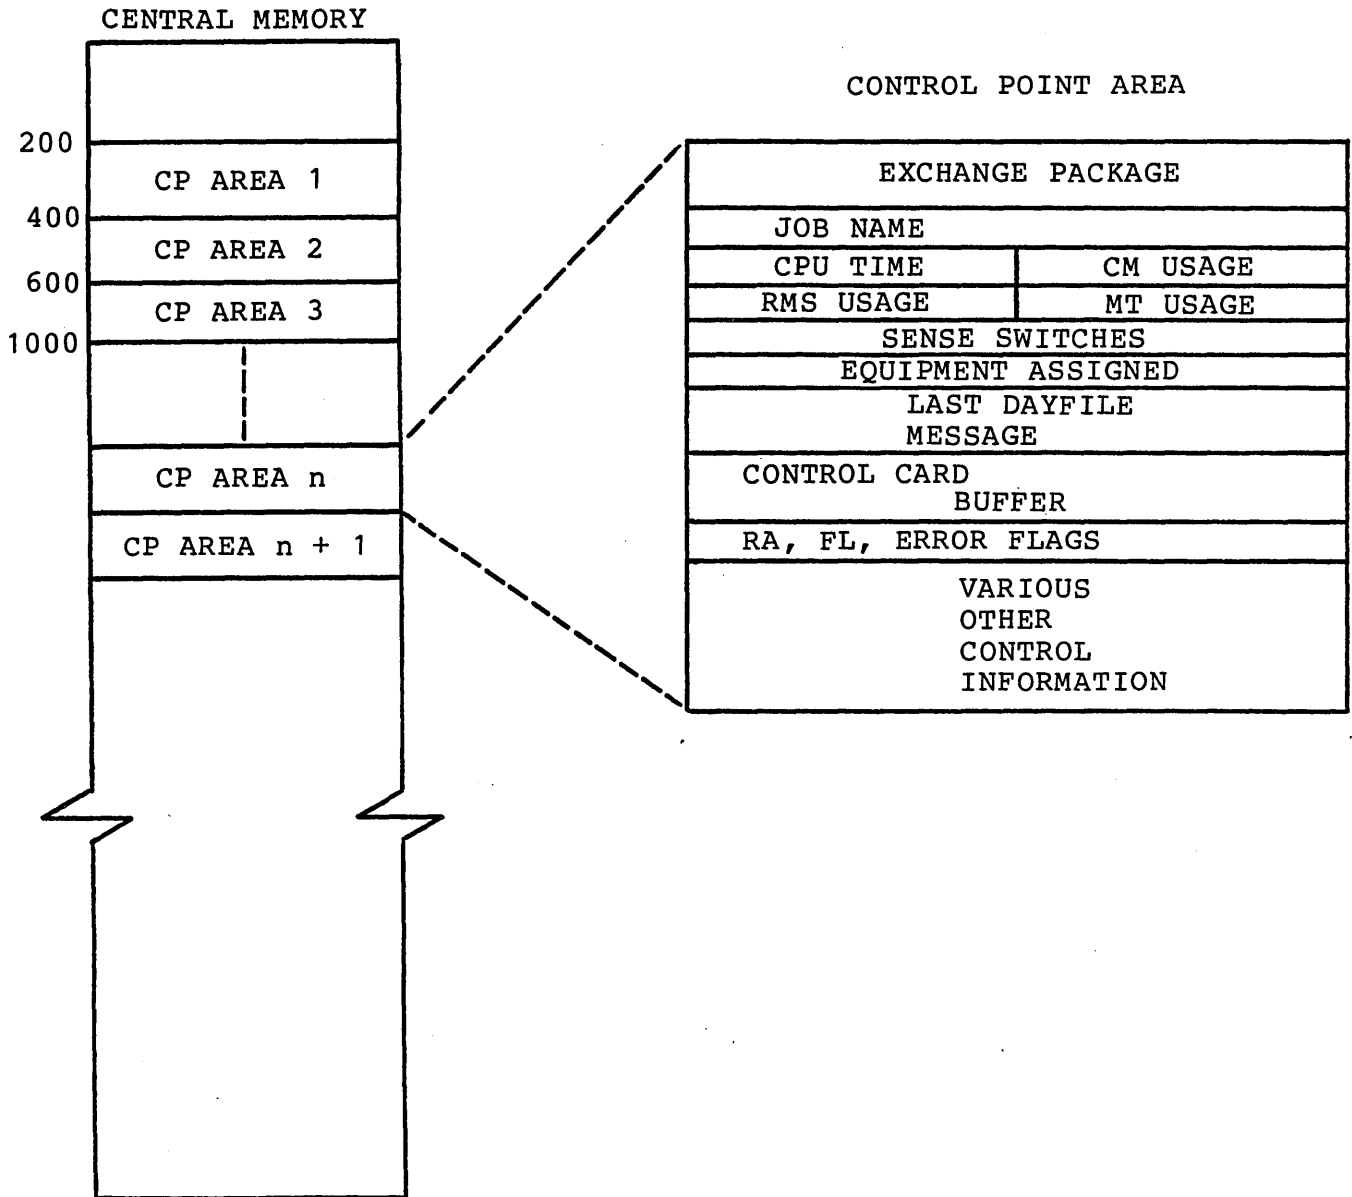 CENTRAL MEMORY
200
CP AREA 1
400
CP AREA 2
600
CP AREA 3
1000
CP AREA n
CP AREA n + 1
CONTROL POINT AREA
EXCHANGE PACKAGE
JOB NAME
CPU TIME
CM USAGE
RMS USAGE
MT USAGE
SENSE SWITCHES
EQUIPMENT ASSIGNED
LAST DAYFILE
MESSAGE
CONTROL CARD
BUFFER
RA, FL, ERROR FLAGS
VARIOUS
OTHER
CONTROL
INFORMATION